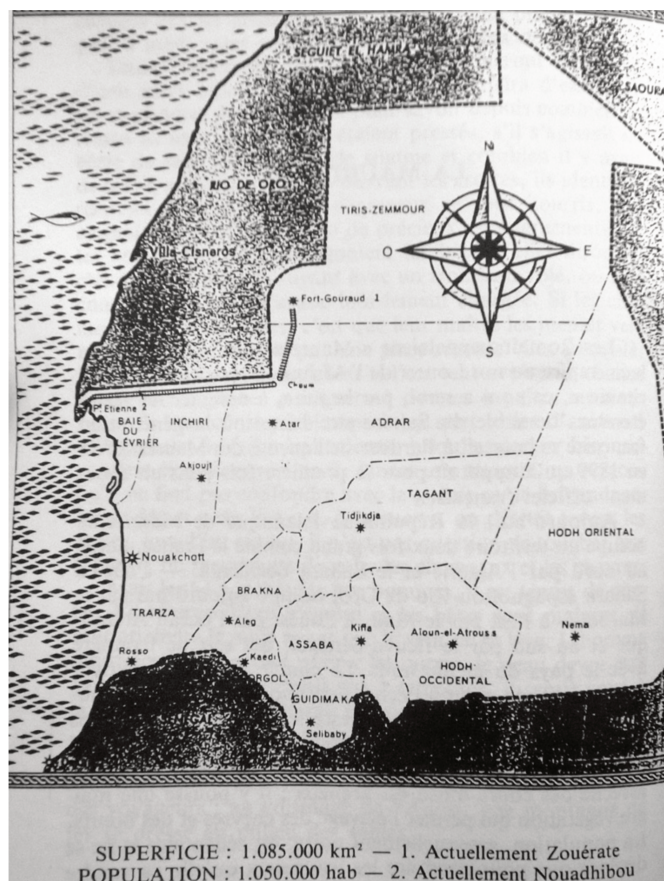 SEGUIET EL HAMRA
SAOURA
RIO DE ORO
TIRIS-ZEMMOUR
N
O
E
S
Villa-Cisneros
Fort-Gouraud 1
Choum
Pt Etienne 2
BAIE
DU
LÉVRIER
INCHIRI
Atar
ADRAR
Akjoujt
TAGANT
Tidjikdja
HODH ORIENTAL
Nouakchott
BRAKNA
TRARZA
Aleg
Kiffa
Aïoun-el-Atrouss
Nema
ASSABA
Rosso
Kaedi
ORGOL
HODH
OCCIDENTAL
GUIDIMAKA
Selibaby
SUPERFICIE : 1.085.000 km² — 1. Actuellement Zouérate
POPULATION : 1.050.000 hab — 2. Actuellement Nouadhibou